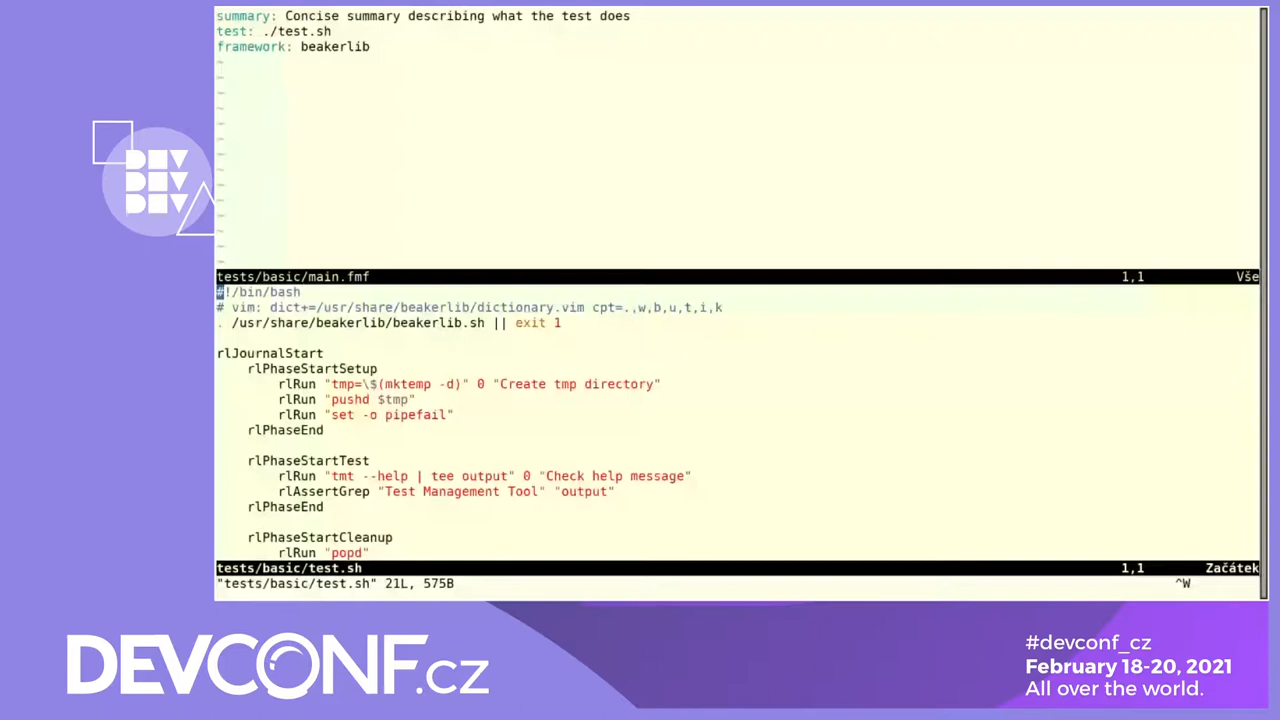 summary: Concise summary describing what the test does
test: ./test.sh
framework: beakerlib
~
~
~
~
~
~
~
~
~
~
~
~
~
~
tests/basic/main.fmf 1,1 Vše
#!/bin/bash
# vim: dict+=/usr/share/beakerlib/dictionary.vim cpt=.,w,b,u,t,i,k
. /usr/share/beakerlib/beakerlib.sh || exit 1
rlJournalStart
    rlPhaseStartSetup
        rlRun "tmp=\$(mktemp -d)" 0 "Create tmp directory"
        rlRun "pushd $tmp"
        rlRun "set -o pipefail"
    rlPhaseEnd
    rlPhaseStartTest
        rlRun "tmt --help | tee output" 0 "Check help message"
        rlAssertGrep "Test Management Tool" "output"
    rlPhaseEnd
    rlPhaseStartCleanup
        rlRun "popd"
tests/basic/test.sh 1,1 Začátek
"tests/basic/test.sh" 21L, 575B ^W
DEV
DEV
DEV
DEVCONF.cz
#devconf_cz
February 18-20, 2021
All over the world.